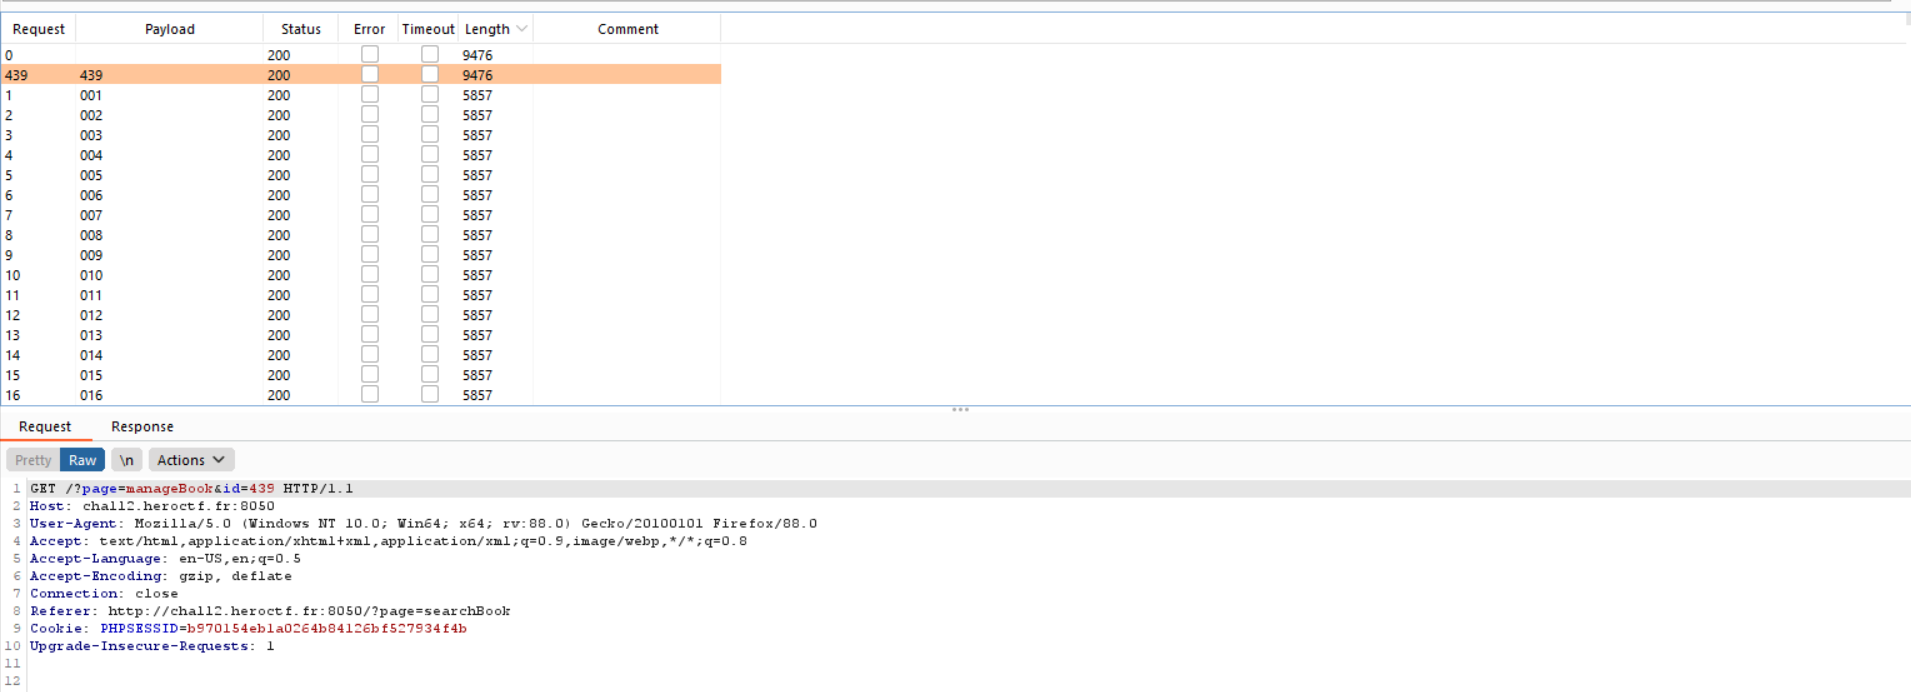 Request Payload Status Error Timeout Length Comment
0 200 9476
439 439 200 9476
1 001 200 5857
2 002 200 5857
3 003 200 5857
4 004 200 5857
5 005 200 5857
6 006 200 5857
7 007 200 5857
8 008 200 5857
9 009 200 5857
10 010 200 5857
11 011 200 5857
12 012 200 5857
13 013 200 5857
14 014 200 5857
15 015 200 5857
16 016 200 5857
Request Response
Pretty Raw \n Actions
1 GET /?page=manageBook&id=439 HTTP/1.1
2 Host: chall2.heroctf.fr:8050
3 User-Agent: Mozilla/5.0 (Windows NT 10.0; Win64; x64; rv:88.0) Gecko/20100101 Firefox/88.0
4 Accept: text/html,application/xhtml+xml,application/xml;q=0.9,image/webp,*/*;q=0.8
5 Accept-Language: en-US,en;q=0.5
6 Accept-Encoding: gzip, deflate
7 Connection: close
8 Referer: http://chall2.heroctf.fr:8050/?page=searchBook
9 Cookie: PHPSESSID=b970154eb1a0264b84126bf527934f4b
10 Upgrade-Insecure-Requests: 1
11
12